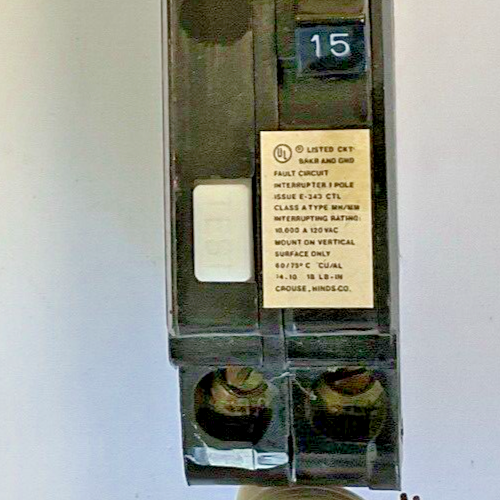 15
UL ® LISTED CKT
BRKR AND GND
FAULT CIRCUIT
INTERRUPTER 1 POLE
ISSUE E-243 CTL
CLASS A TYPE MH/MM
INTERRUPTING RATING:
10,000 A 120 VAC
MOUNT ON VERTICAL
SURFACE ONLY
60/75° C CU/AL
14-10 18 LB-IN
CROUSE, HINDS CO.
TEST